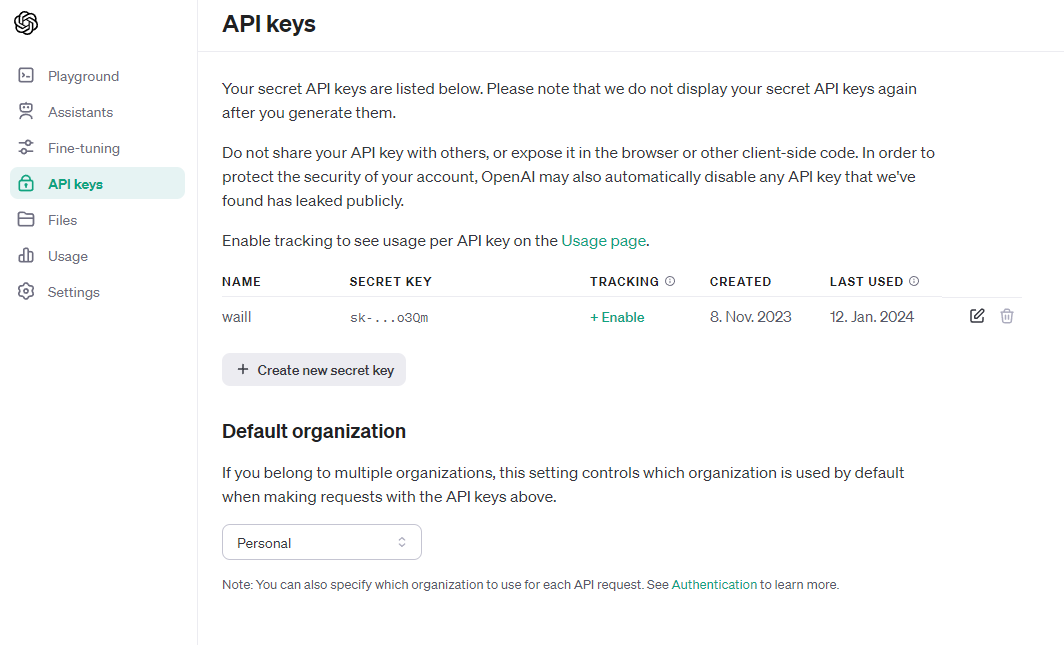 API keys
Playground
Assistants
Fine-tuning
API keys
Files
Usage
Settings
Your secret API keys are listed below. Please note that we do not display your secret API keys again
after you generate them.
Do not share your API key with others, or expose it in the browser or other client-side code. In order to
protect the security of your account, OpenAI may also automatically disable any API key that we've
found has leaked publicly.
Enable tracking to see usage per API key on the Usage page.
NAME SECRET KEY TRACKING CREATED LAST USED
waill sk-...o3Qm + Enable 8. Nov. 2023 12. Jan. 2024
+ Create new secret key
Default organization
If you belong to multiple organizations, this setting controls which organization is used by default
when making requests with the API keys above.
Personal
Note: You can also specify which organization to use for each API request. See Authentication to learn more.